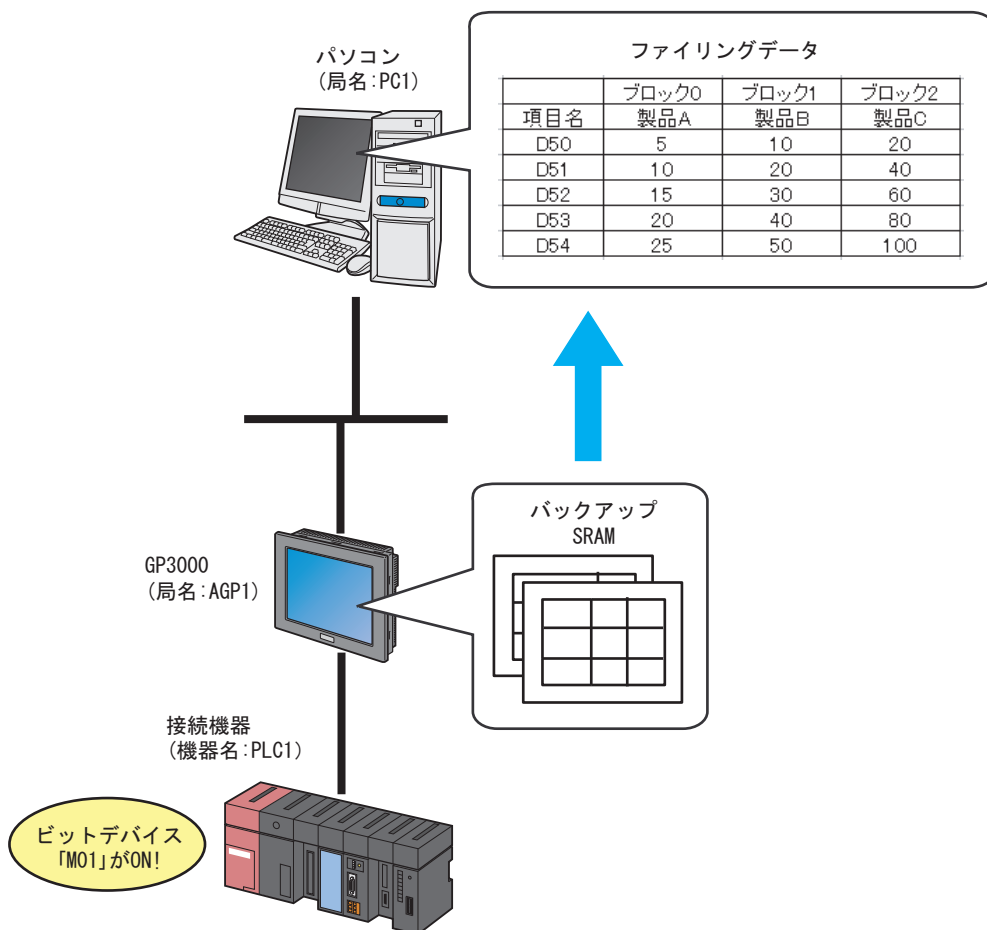 パソコン
(局名:PC1)
ファイリングデータ
ブロック0 ブロック1 ブロック2
項目名 製品A 製品B 製品C
D50 5 10 20
D51 10 20 40
D52 15 30 60
D53 20 40 80
D54 25 50 100
バックアップ
SRAM
GP3000
(局名:AGP1)
接続機器
(機器名:PLC1)
ビットデバイス
「M01」がON!